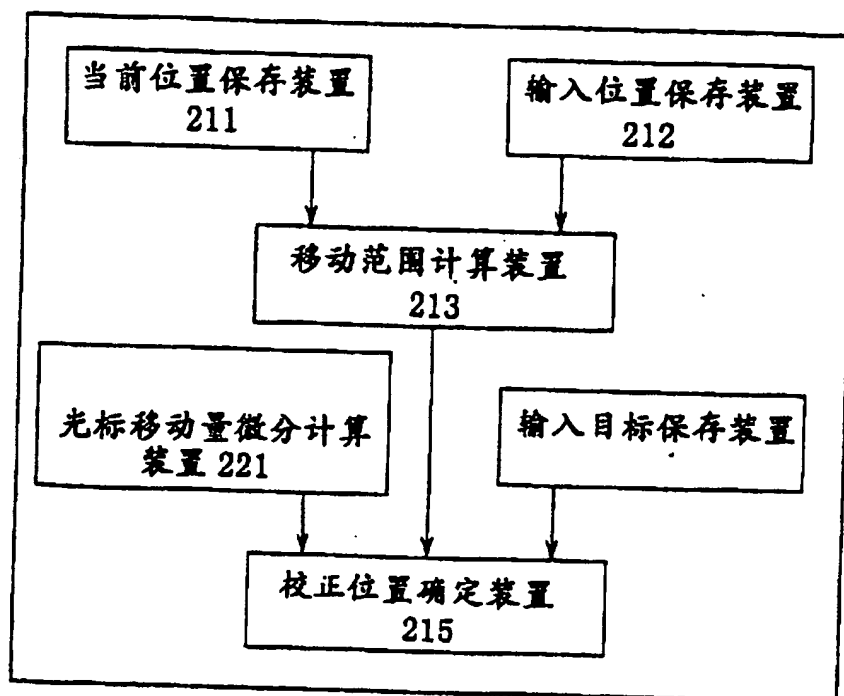 当前位置保存装置
211
输入位置保存装置
212
移动范围计算装置
213
光标移动量微分计算
装置 221
输入目标保存装置
校正位置确定装置
215